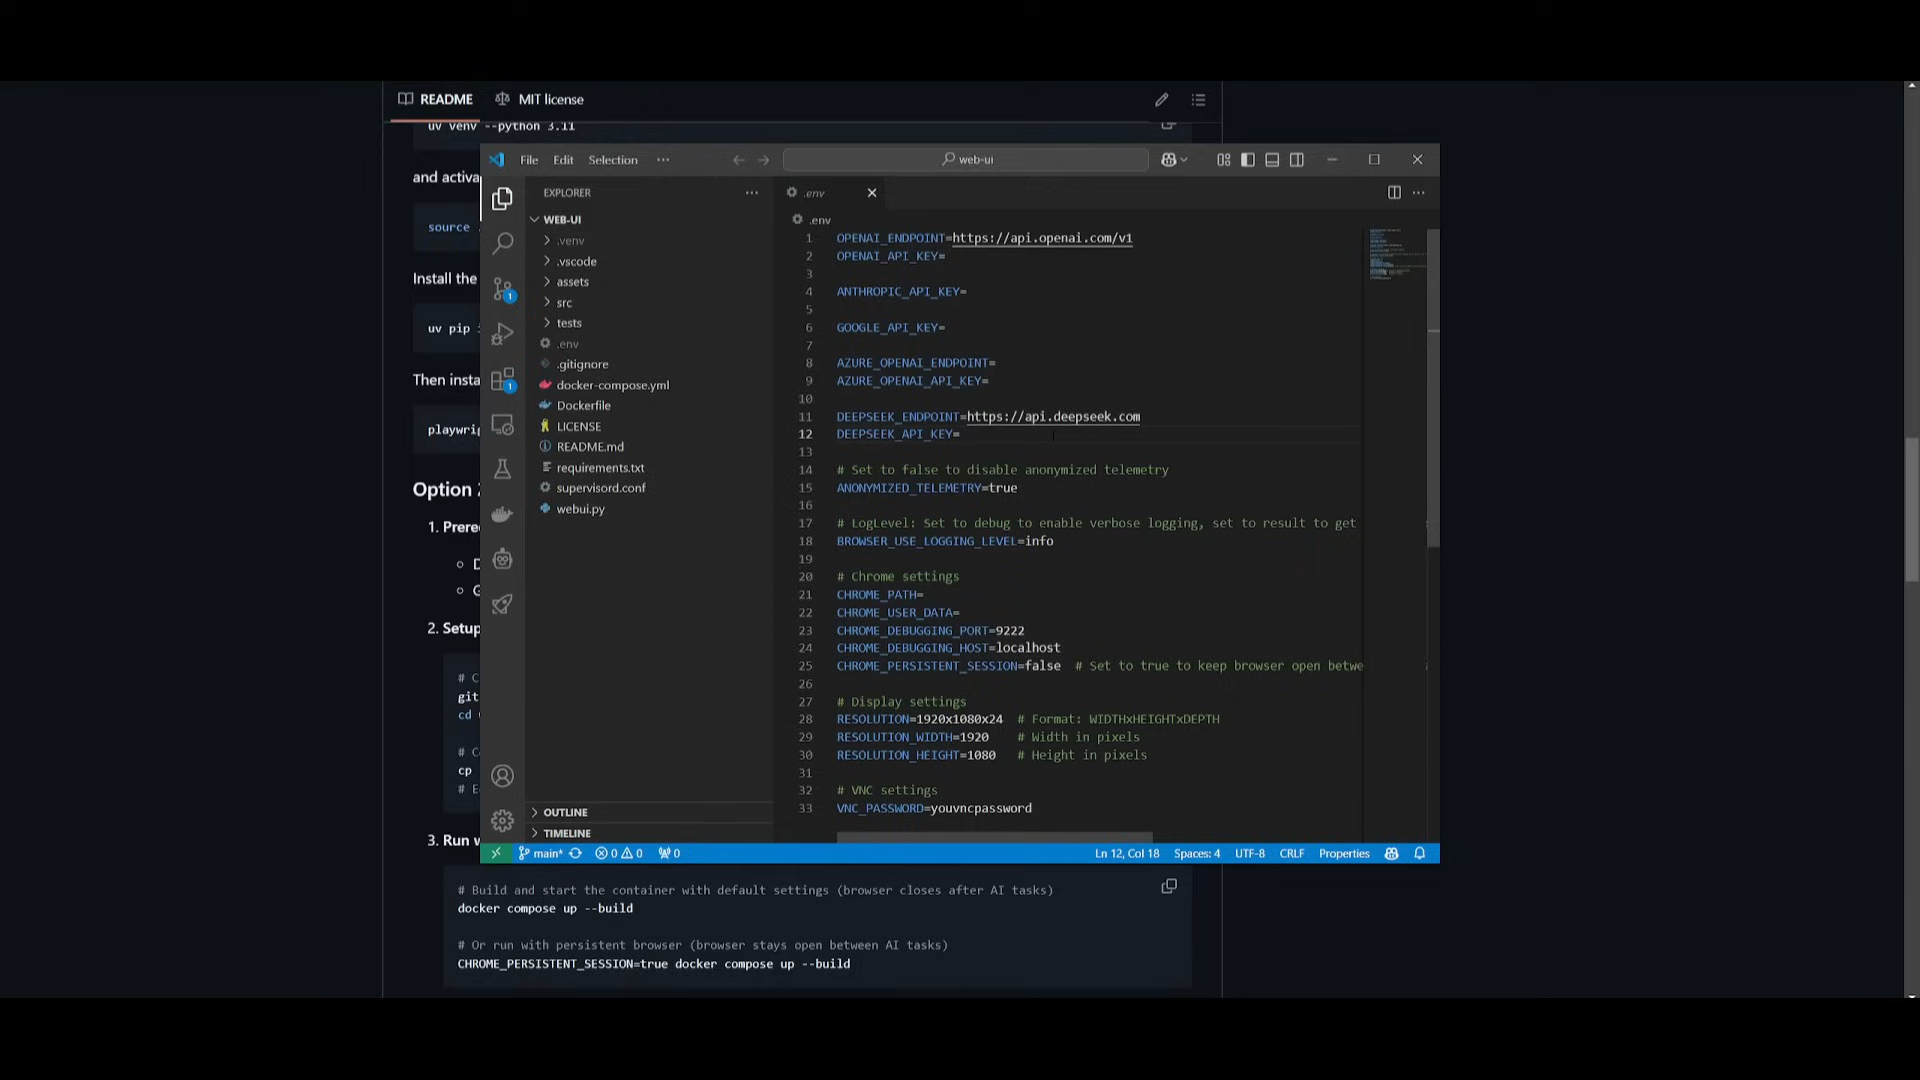 README
MIT license
uv venv --python 3.11
and activa
source
Install the
uv pip
Then insta
playwrig
Option 2
1. Prere
2. Setup
# C
git
cd
# C
cp
# E
3. Run
File Edit Selection ...
web-ui
EXPLORER
WEB-UI
.venv
.vscode
assets
src
tests
.env
.gitignore
docker-compose.yml
Dockerfile
LICENSE
README.md
requirements.txt
supervisord.conf
webui.py
OUTLINE
TIMELINE
.env
.env
1 OPENAI_ENDPOINT=https://api.openai.com/v1
2 OPENAI_API_KEY=
3
4 ANTHROPIC_API_KEY=
5
6 GOOGLE_API_KEY=
7
8 AZURE_OPENAI_ENDPOINT=
9 AZURE_OPENAI_API_KEY=
10
11 DEEPSEEK_ENDPOINT=https://api.deepseek.com
12 DEEPSEEK_API_KEY=
13
14 # Set to false to disable anonymized telemetry
15 ANONYMIZED_TELEMETRY=true
16
17 # LogLevel: Set to debug to enable verbose logging, set to result to get
18 BROWSER_USE_LOGGING_LEVEL=info
19
20 # Chrome settings
21 CHROME_PATH=
22 CHROME_USER_DATA=
23 CHROME_DEBUGGING_PORT=9222
24 CHROME_DEBUGGING_HOST=localhost
25 CHROME_PERSISTENT_SESSION=false # Set to true to keep browser open betwe
26
27 # Display settings
28 RESOLUTION=1920x1080x24 # Format: WIDTHxHEIGHTxDEPTH
29 RESOLUTION_WIDTH=1920 # Width in pixels
30 RESOLUTION_HEIGHT=1080 # Height in pixels
31
32 # VNC settings
33 VNC_PASSWORD=youvncpassword
main* 0 0 0 Ln 12, Col 18 Spaces: 4 UTF-8 CRLF Properties
# Build and start the container with default settings (browser closes after AI tasks)
docker compose up --build
# Or run with persistent browser (browser stays open between AI tasks)
CHROME_PERSISTENT_SESSION=true docker compose up --build